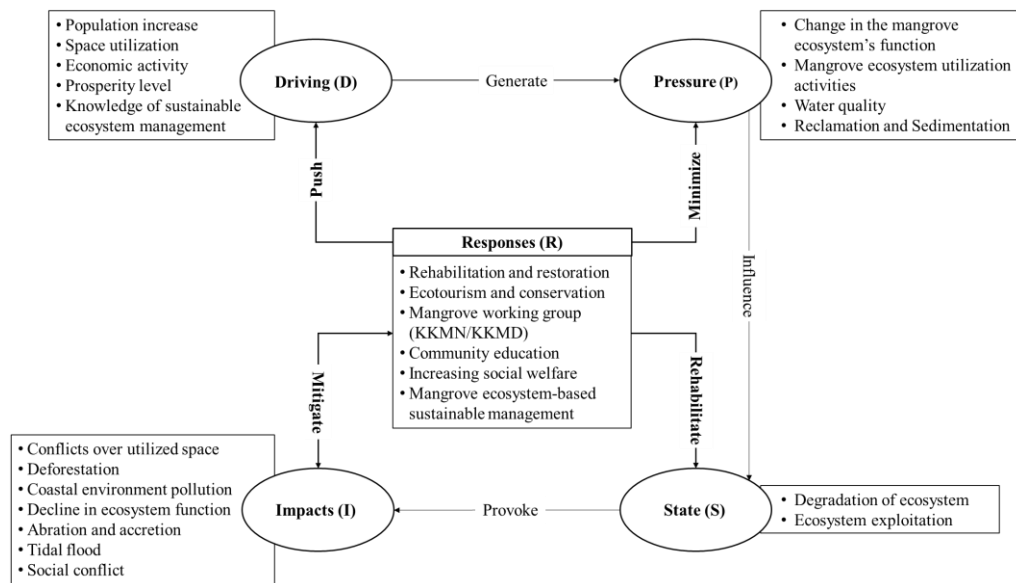 • Population increase
• Space utilization
• Economic activity
• Prosperity level
• Knowledge of sustainable
ecosystem management
Driving (D)
Generate
Pressure (P)
• Change in the mangrove
ecosystem’s function
• Mangrove ecosystem utilization
activities
• Water quality
• Reclamation and Sedimentation
Push
Minimize
Influence
Responses (R)
• Rehabilitation and restoration
• Ecotourism and conservation
• Mangrove working group
(KKMN/KKMD)
• Community education
• Increasing social welfare
• Mangrove ecosystem-based
sustainable management
Mitigate
Rehabilitate
• Conflicts over utilized space
• Deforestation
• Coastal environment pollution
• Decline in ecosystem function
• Abration and accretion
• Tidal flood
• Social conflict
Impacts (I)
Provoke
State (S)
• Degradation of ecosystem
• Ecosystem exploitation